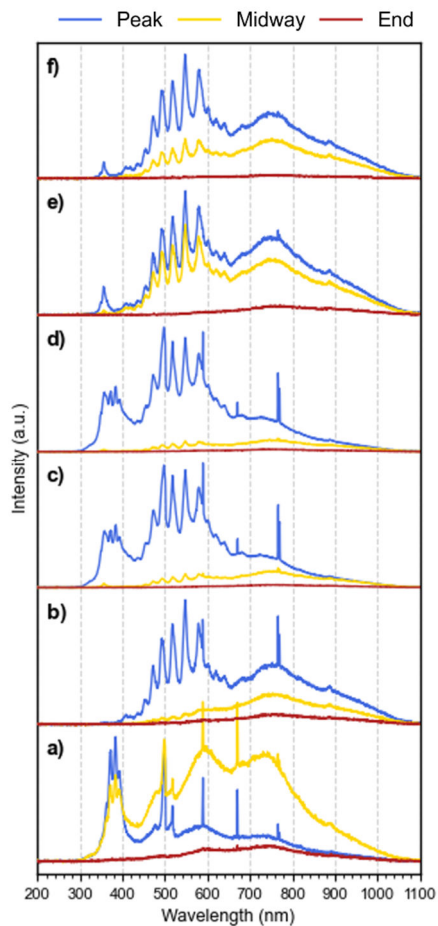 Peak Midway End
f)
e)
d)
c)
b)
a)
Intensity (a.u.)
200 300 400 500 600 700 800 900 1000 1100
Wavelength (nm)